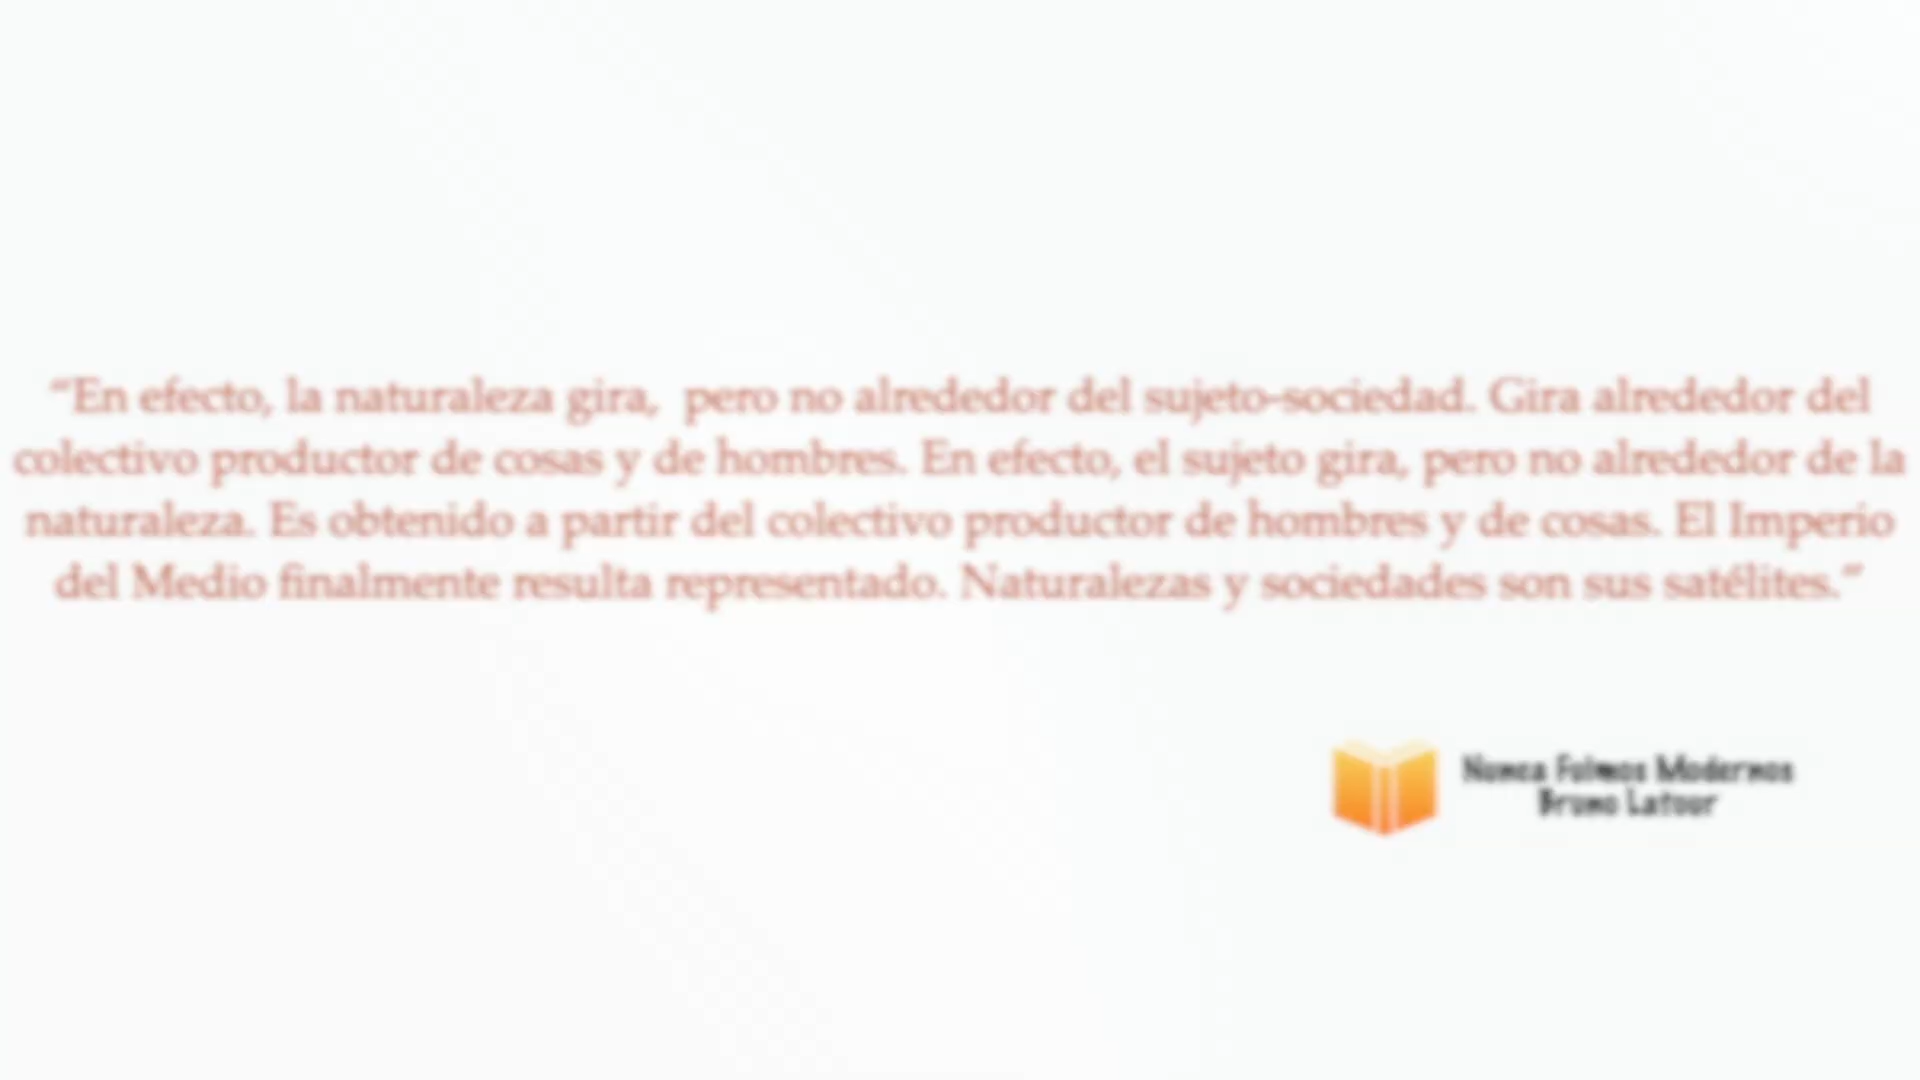 “En efecto, la naturaleza gira,  pero no alrededor del sujeto-sociedad. Gira alrededor del
colectivo productor de cosas y de hombres. En efecto, el sujeto gira, pero no alrededor de la
naturaleza. Es obtenido a partir del colectivo productor de hombres y de cosas. El Imperio
del Medio finalmente resulta representado. Naturalezas y sociedades son sus satélites.”
Nunca Fuimos Modernos
Bruno Latour